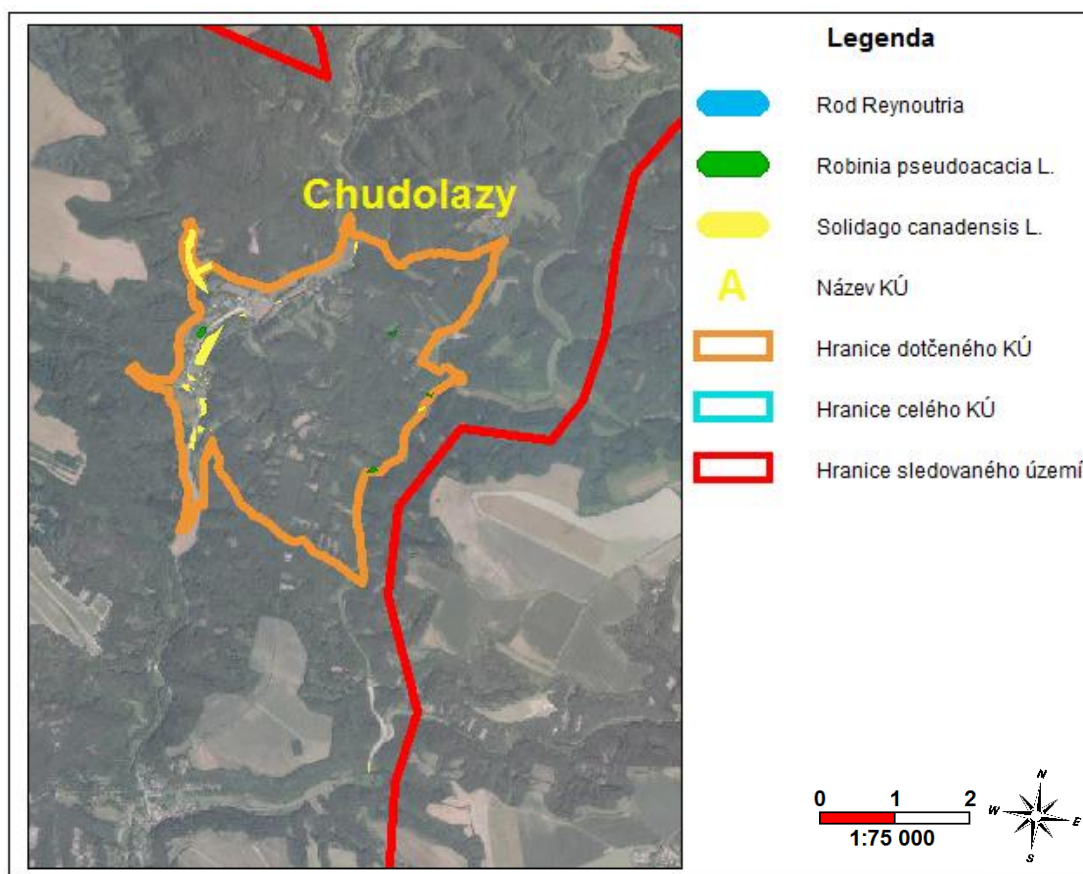 Legenda
Rod Reynoutria
Robinia pseudoacacia L.
Solidago canadensis L.
A Název KÚ
Hranice dotčeného KÚ
Hranice celého KÚ
Hranice sledovaného území
Chudolazy
0 1 2
1:75 000
N
W E
S